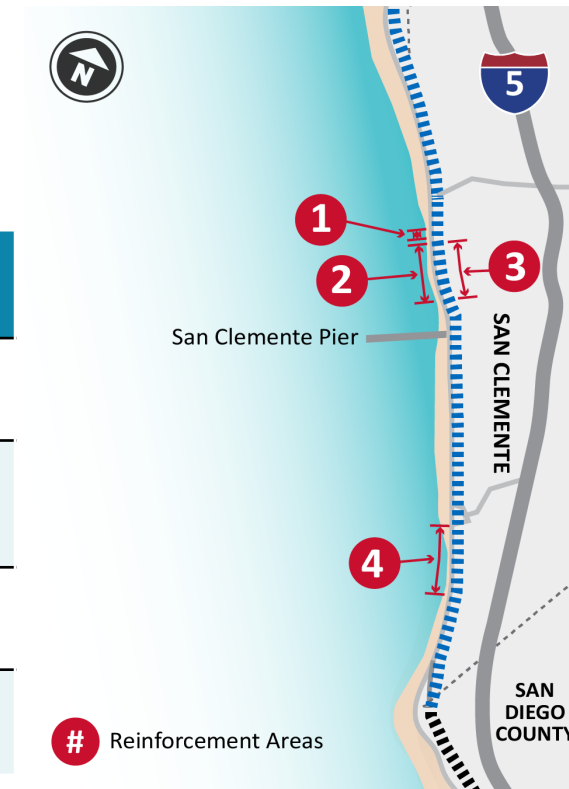 N
5
1
2
3
San Clemente Pier
SAN CLEMENTE
4
SAN
DIEGO
COUNTY
# Reinforcement Areas